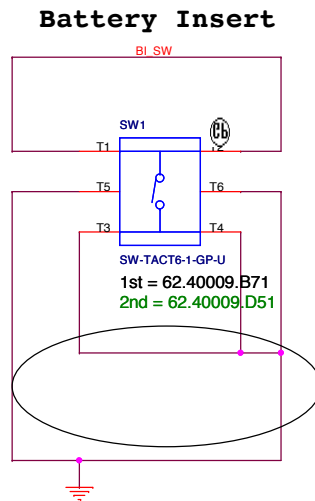 Battery Insert
BI_SW
SW1
Cb
T1
T2
T5
T6
T3
T4
SW-TACT6-1-GP-U
1st = 62.40009.B71
2nd = 62.40009.D51